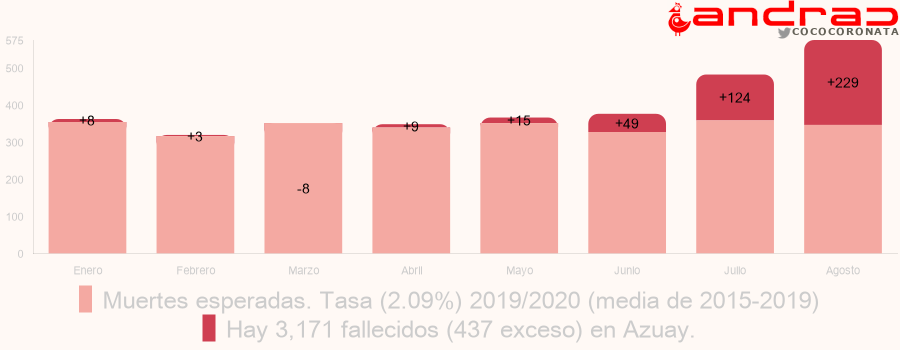 andrac
COCOCORONATA
575
500
400
300
200
100
0
+8
+3
-8
+9
+15
+49
+124
+229
Enero
Febrero
Marzo
Abril
Mayo
Junio
Julio
Agosto
Muertes esperadas. Tasa (2.09%) 2019/2020 (media de 2015-2019)
Hay 3,171 fallecidos (437 exceso) en Azuay.